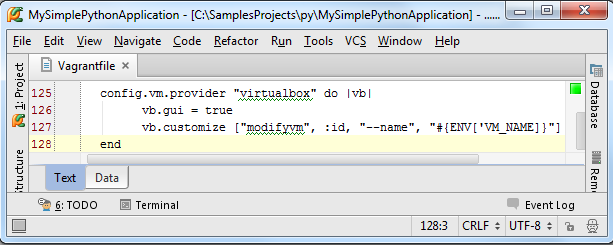 MySimplePythonApplication - [C:\SamplesProjects\py\MySimplePythonApplication] - ......
File Edit View Navigate Code Refactor Run Tools VCS Window Help
Vagrantfile
1: Project
Structure
125 config.vm.provider "virtualbox" do |vb|
126 vb.gui = true
127 vb.customize ["modifyvm", :id, "--name", "#{ENV['VM_NAME]}"]
128 end
Database
Remo
Text Data
6: TODO Terminal Event Log
128:3 CRLF UTF-8